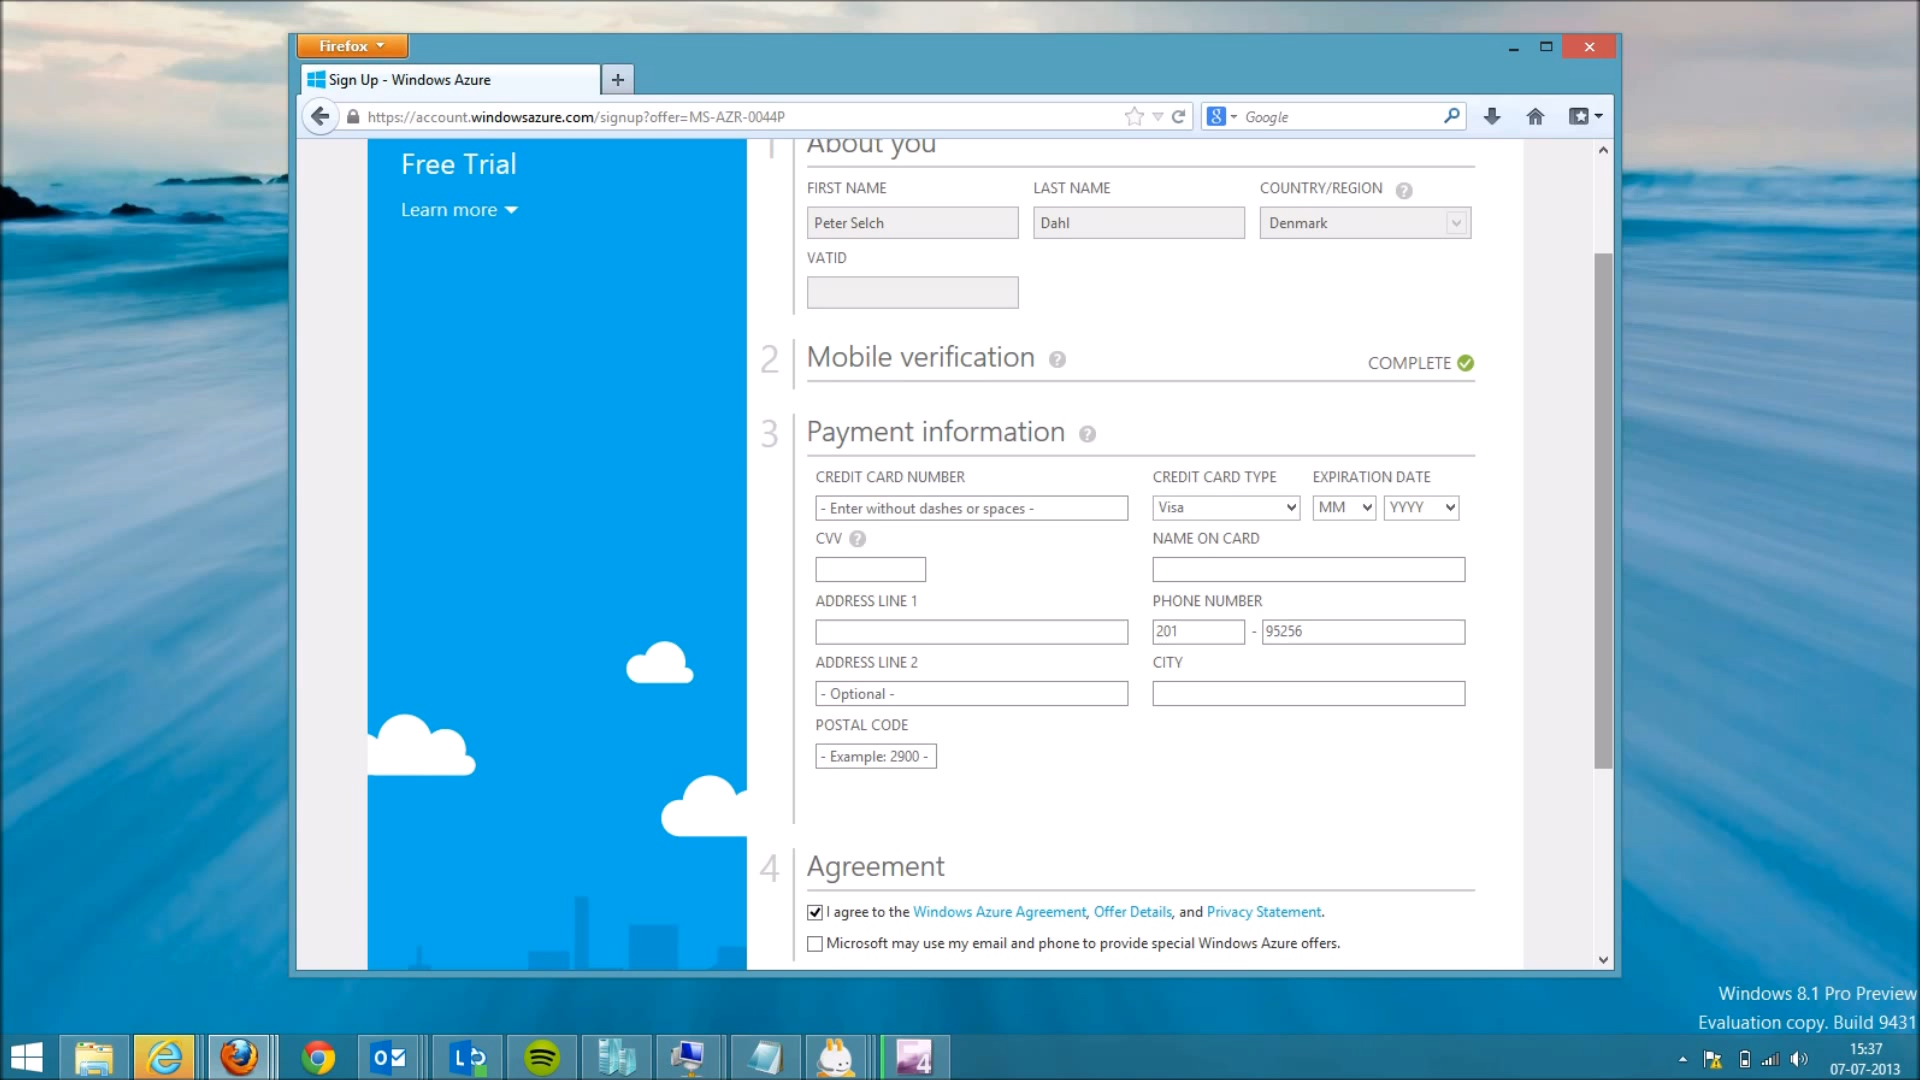 Firefox
Sign Up - Windows Azure
https://account.windowsazure.com/signup?offer=MS-AZR-0044P
Google
Free Trial
Learn more
1 About you
FIRST NAME LAST NAME COUNTRY/REGION ?
Peter Selch Dahl Denmark
VATID
2 Mobile verification ? COMPLETE
3 Payment information ?
CREDIT CARD NUMBER CREDIT CARD TYPE EXPIRATION DATE
- Enter without dashes or spaces - Visa MM YYYY
CVV ? NAME ON CARD
ADDRESS LINE 1 PHONE NUMBER
201 - 95256
ADDRESS LINE 2 CITY
- Optional -
POSTAL CODE
- Example: 2900 -
4 Agreement
I agree to the Windows Azure Agreement, Offer Details, and Privacy Statement.
Microsoft may use my email and phone to provide special Windows Azure offers.
Windows 8.1 Pro Preview
Evaluation copy. Build 9431
15:37
07-07-2013